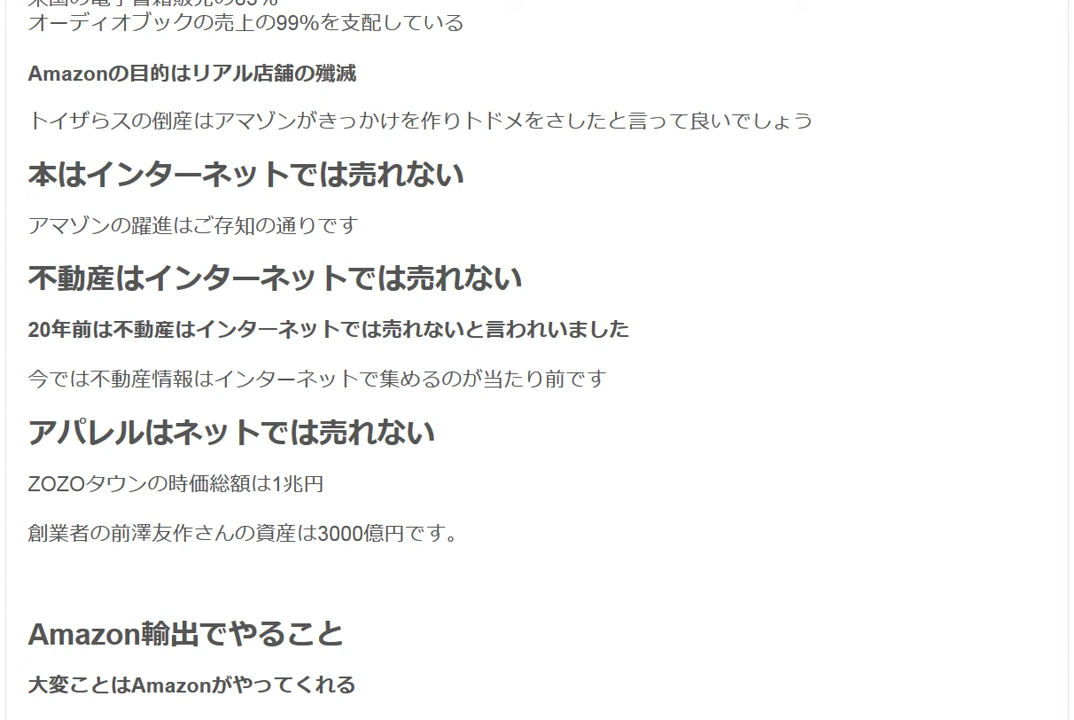 オーディオブックの売上の99%を支配している
Amazonの目的はリアル店舗の殲滅
トイザらスの倒産はアマゾンがきっかけを作りトドメをさしたと言って良いでしょう
本はインターネットでは売れない
アマゾンの躍進はご存知の通りです
不動産はインターネットでは売れない
20年前は不動産はインターネットでは売れないと言われいました
今では不動産情報はインターネットで集めるのが当たり前です
アパレルはネットでは売れない
ZOZOタウンの時価総額は1兆円
創業者の前澤友作さんの資産は3000億円です。
Amazon輸出でやること
大変ことはAmazonがやってくれる